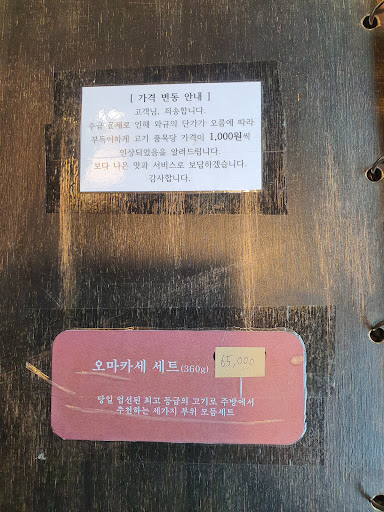 [ 가격 변동 안내 ]
고객님, 죄송합니다.
수급 문제로 인해 와규의 단가가 오름에 따라
부득이하게 고기 품목당 가격이 1,000원씩
인상되었음을 알려드립니다.
보다 나은 맛과 서비스로 보답하겠습니다.
감사합니다.
오마카세 세트(360g) 65,000
당일 엄선된 최고 등급의 고기로 주방에서
추천하는 세가지 부위 모듬세트